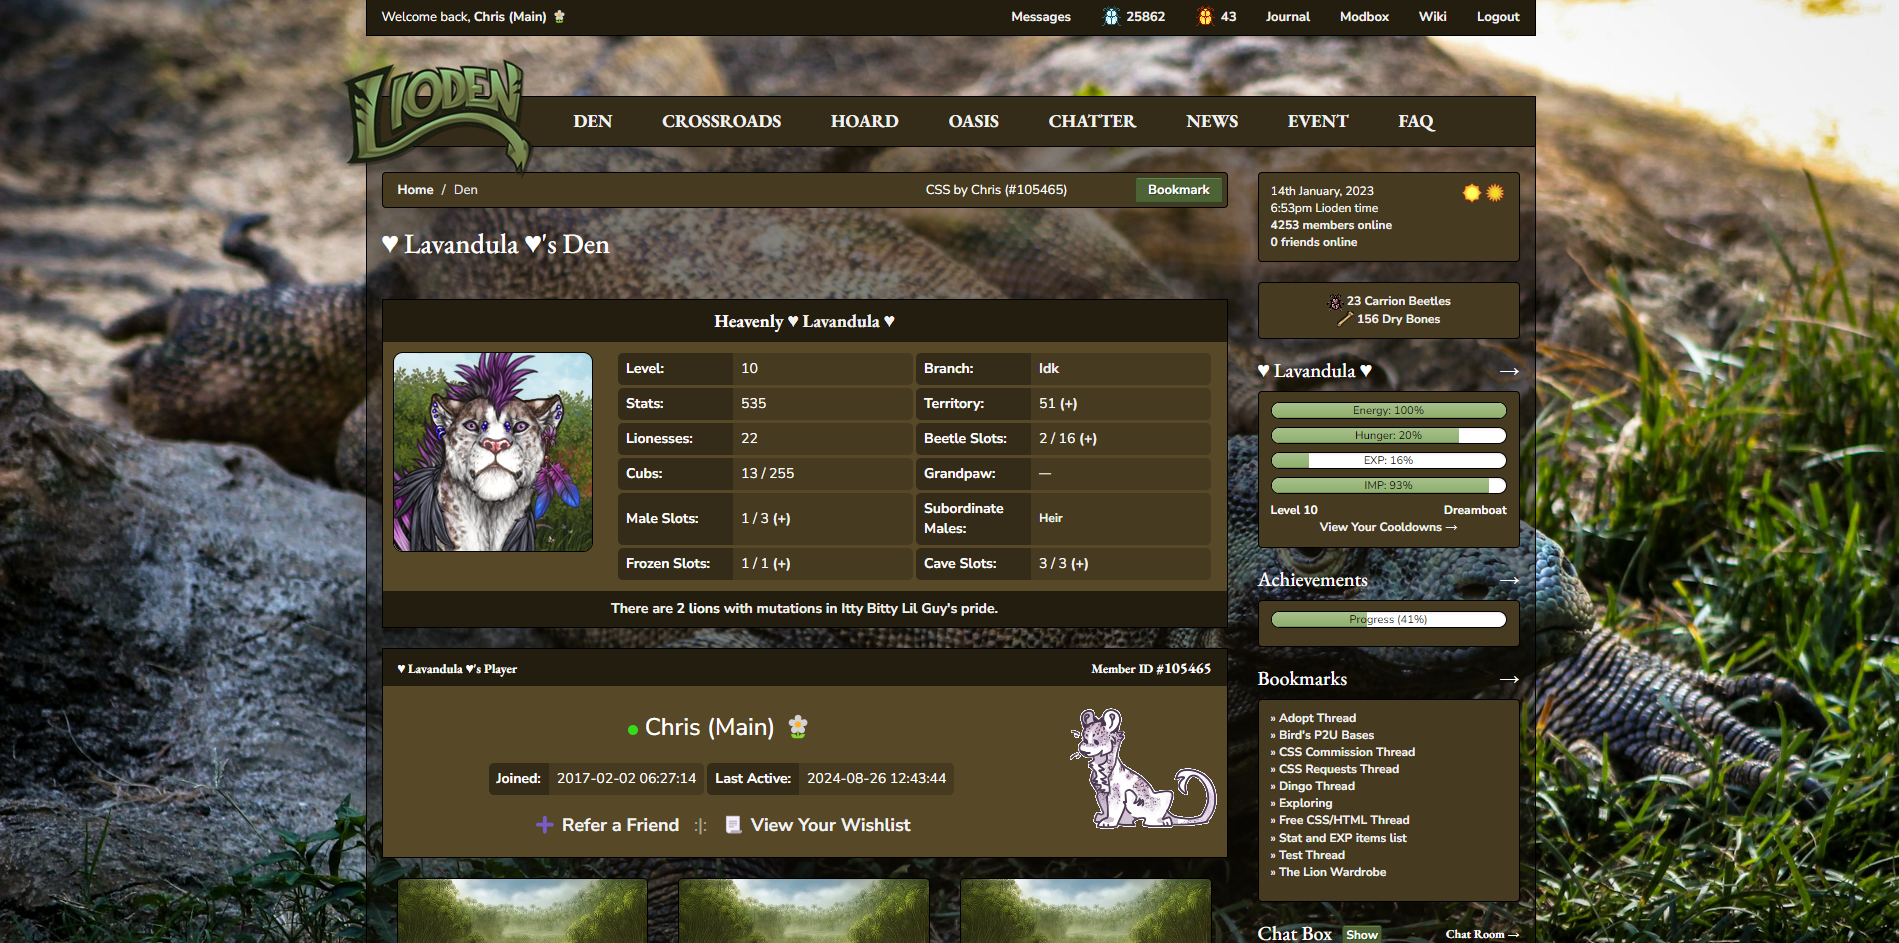 Welcome back, Chris (Main)
Messages 25862 43 Journal Modbox Wiki Logout
LIODEN
DEN CROSSROADS HOARD OASIS CHATTER NEWS EVENT FAQ
Home / Den CSS by Chris (#105465) Bookmark
♥ Lavandula ♥'s Den
Heavenly ♥ Lavandula ♥
Level: 10 Branch: Idk
Stats: 535 Territory: 51 (+)
Lionesses: 22 Beetle Slots: 2 / 16 (+)
Cubs: 13 / 255 Grandpaw: —
Male Slots: 1 / 3 (+) Subordinate
Males: Heir
Frozen Slots: 1 / 1 (+) Cave Slots: 3 / 3 (+)
There are 2 lions with mutations in Itty Bitty Lil Guy's pride.
♥ Lavandula ♥'s Player Member ID #105465
Chris (Main)
Joined: 2017-02-02 06:27:14 Last Active: 2024-08-26 12:43:44
Refer a Friend :|: View Your Wishlist
14th January, 2023
6:53pm Lioden time
4253 members online
0 friends online
23 Carrion Beetles
156 Dry Bones
♥ Lavandula ♥ →
Energy: 100%
Hunger: 20%
EXP: 16%
IMP: 93%
Level 10 Dreamboat
View Your Cooldowns →
Achievements →
Progress (41%)
Bookmarks →
» Adopt Thread
» Bird's P2U Bases
» CSS Commission Thread
» CSS Requests Thread
» Dingo Thread
» Exploring
» Free CSS/HTML Thread
» Stat and EXP items list
» Test Thread
» The Lion Wardrobe
Chat Box Show Chat Room →